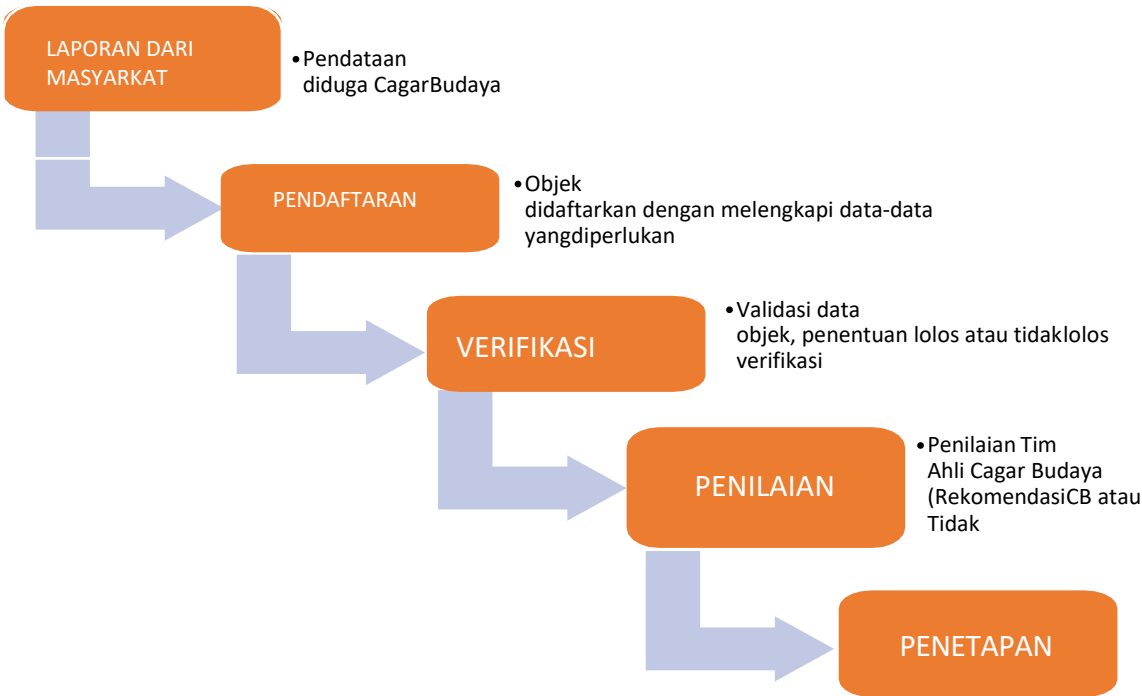 LAPORAN DARI
MASYARKAT
•Pendataan
diduga CagarBudaya
PENDAFTARAN
•Objek
didaftarkan dengan melengkapi data-data
yangdiperlukan
VERIFIKASI
•Validasi data
objek, penentuan lolos atau tidaklolos
verifikasi
PENILAIAN
•Penilaian Tim
Ahli Cagar Budaya
(RekomendasiCB atau
Tidak
PENETAPAN